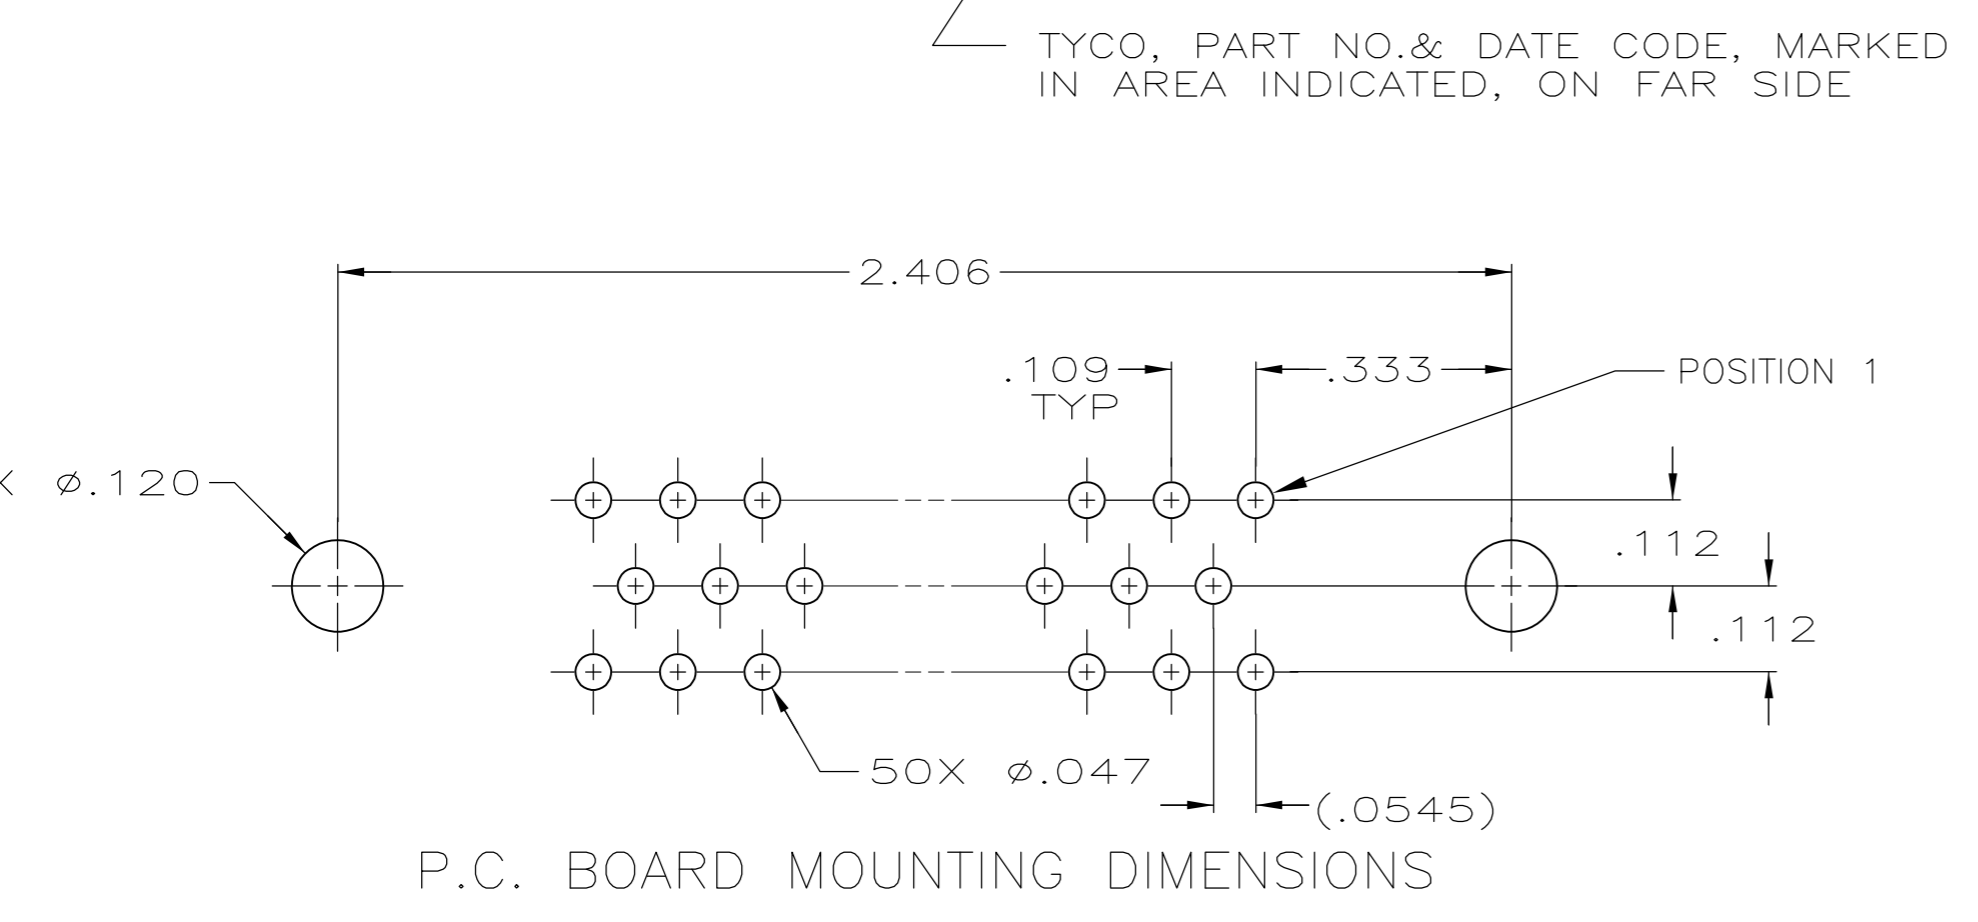 TYCO, PART NO.& DATE CODE, MARKED
IN AREA INDICATED, ON FAR SIDE
2.406
.109
TYP
.333
POSITION 1
X ⌀.120
.112
.112
50X ⌀.047
(.0545)
P.C. BOARD MOUNTING DIMENSIONS